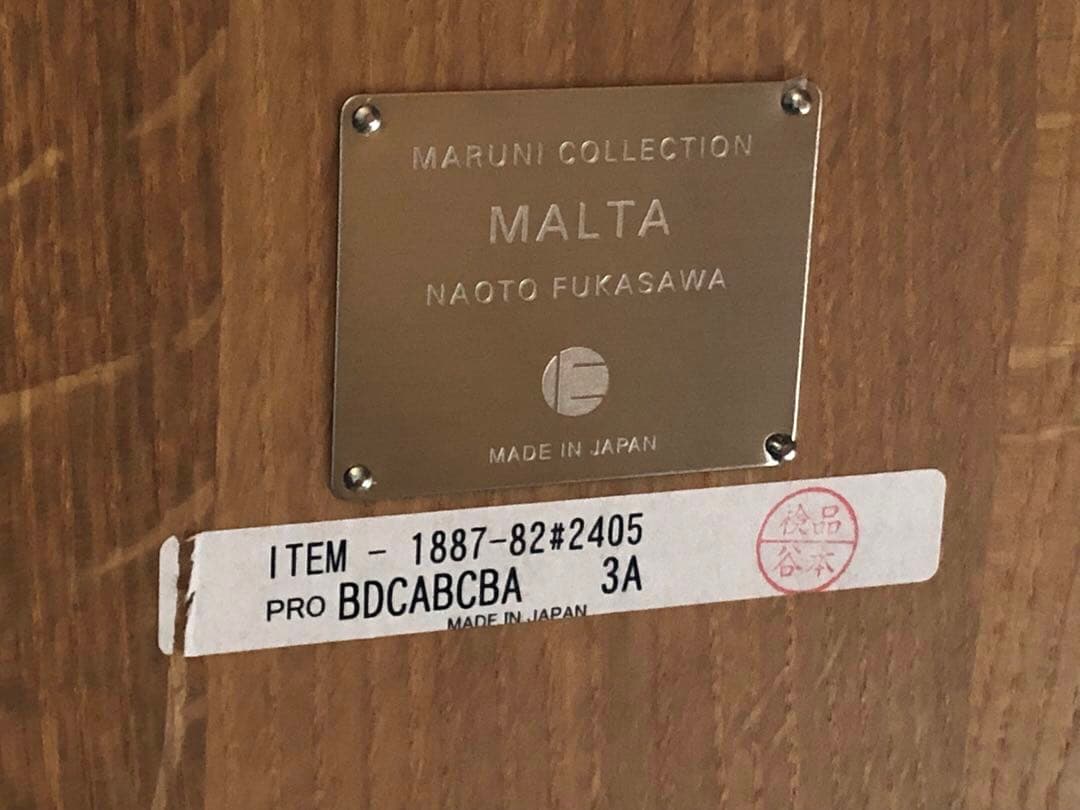 MARUNI COLLECTION
MALTA
NAOTO FUKASAWA
MADE IN JAPAN
ITEM - 1887-82#2405
PRO BDCABCBA 3A
MADE IN JAPAN
検品
谷本